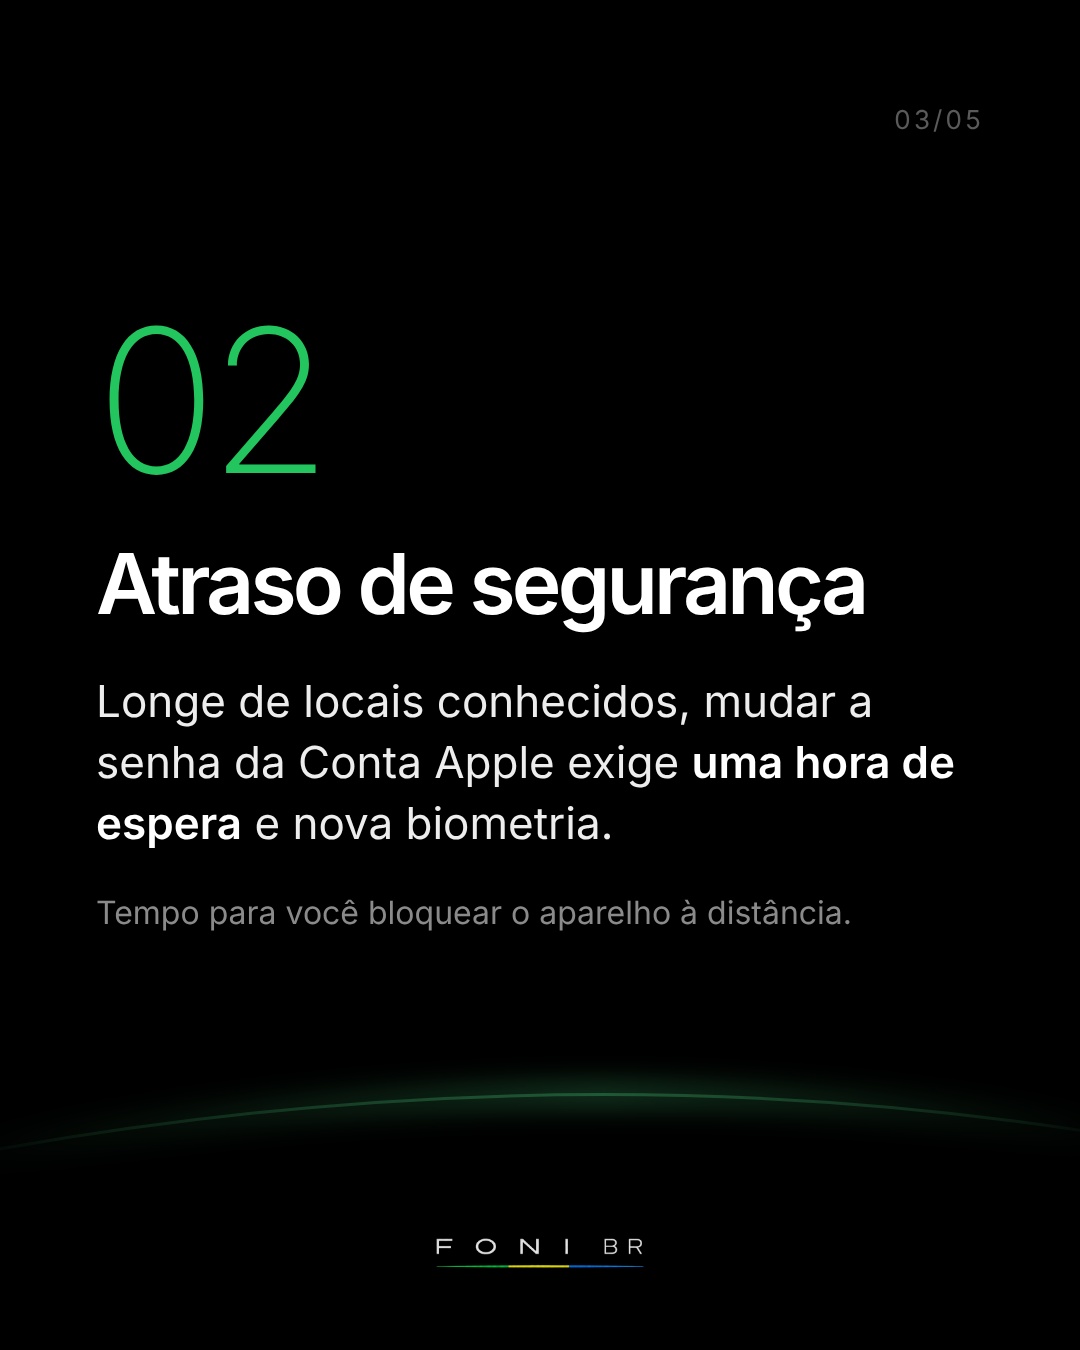 03/05
02
Atraso de segurança
Longe de locais conhecidos, mudar a
senha da Conta Apple exige uma hora de
espera e nova biometria.
Tempo para você bloquear o aparelho à distância.
FONI BR